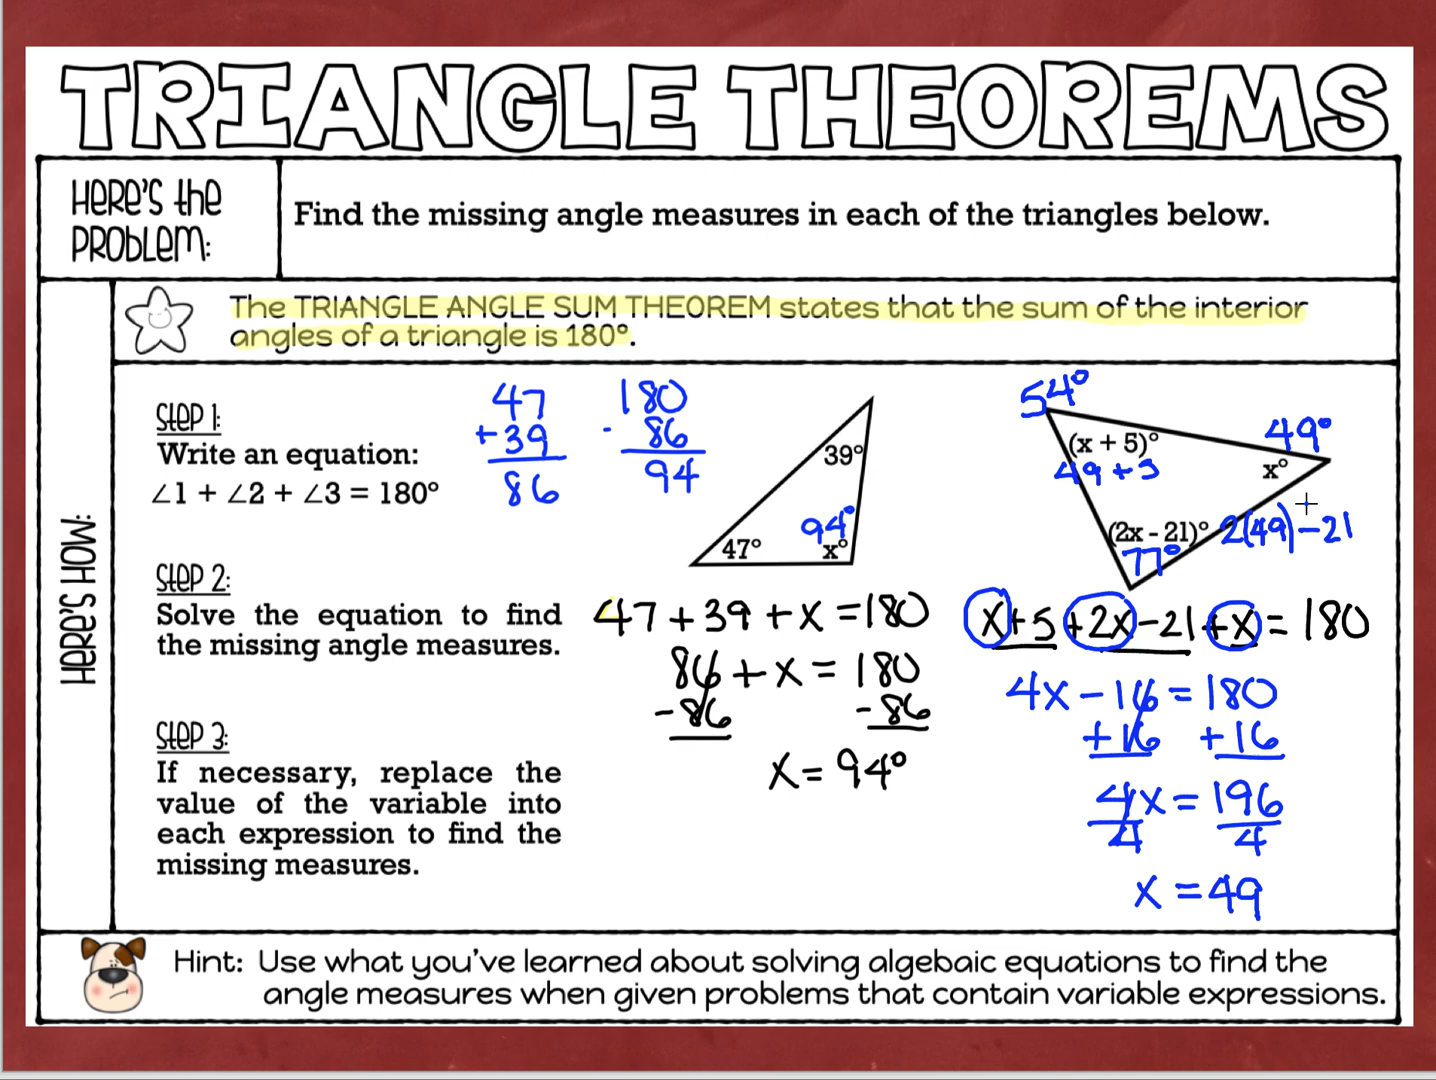 TRIANGLE THEOREMS
HERE'S the
PROBLEM:
Find the missing angle measures in each of the triangles below.
HERE'S HOW:
The TRIANGLE ANGLE SUM THEOREM states that the sum of the interior
angles of a triangle is 180°.
Step 1:
Write an equation:
∠1 + ∠2 + ∠3 = 180°
47
+39
86
180
- 86
94
39°
94°
47°
x°
54°
49°
(x + 5)°
x°
49 + 5
(2x - 21)°
2(49) - 21
77°
Step 2:
Solve the equation to find
the missing angle measures.
47 + 39 + x = 180
86 + x = 180
- 86 - 86
x = 94°
x + 5 + 2x - 21 + x = 180
4x - 16 = 180
+ 16 + 16
4x = 196
4 4
x = 49
Step 3:
If necessary, replace the
value of the variable into
each expression to find the
missing measures.
Hint: Use what you've learned about solving algebaic equations to find the
angle measures when given problems that contain variable expressions.